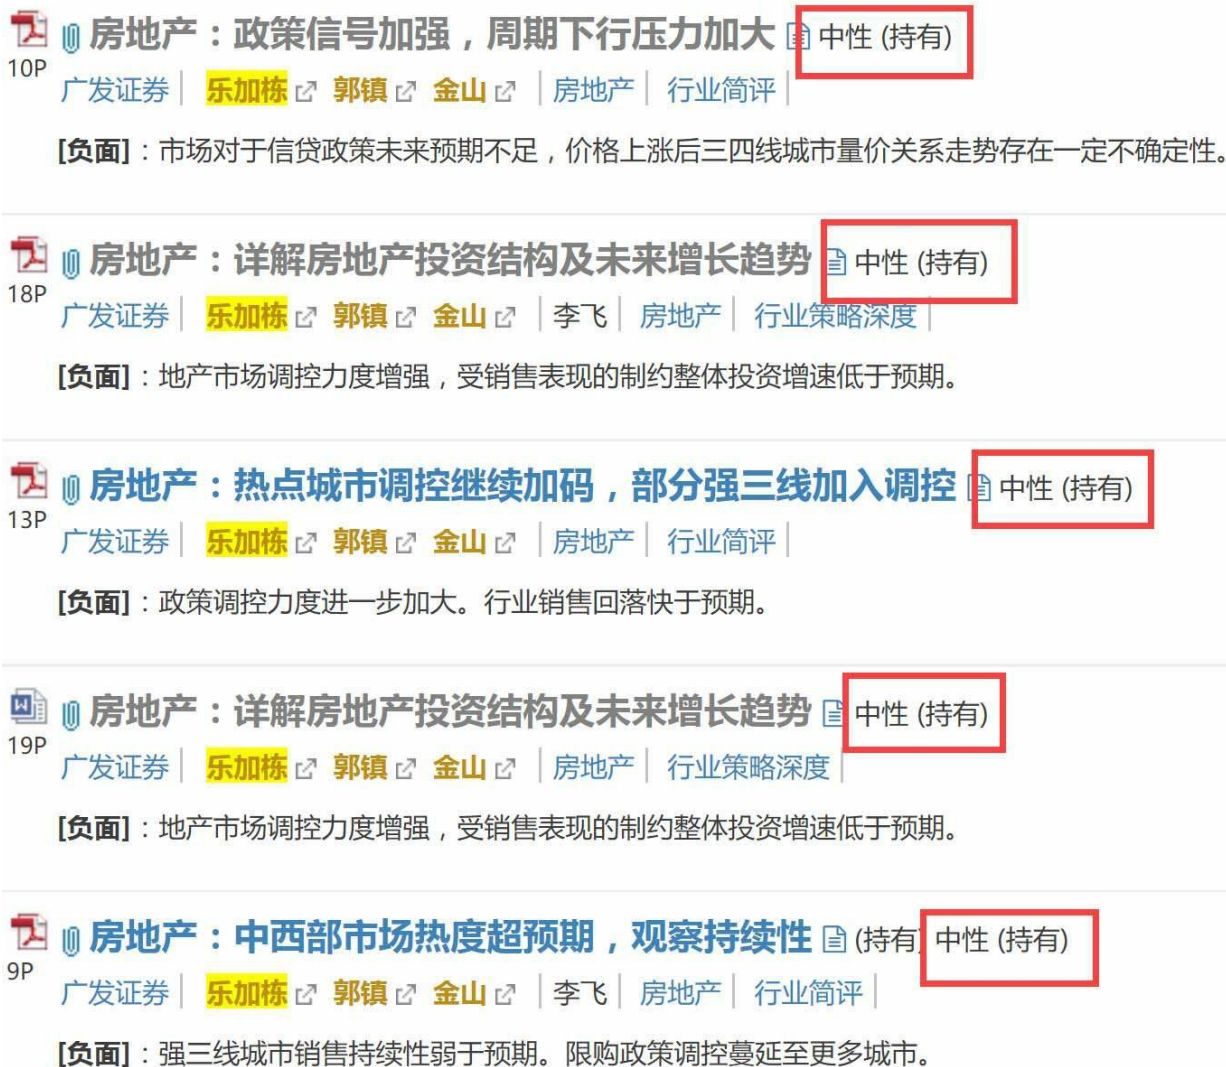 房地产：政策信号加强，周期下行压力加大 中性 (持有)
10P
广发证券 乐加栋 郭镇 金山 房地产 行业简评
[负面]：市场对于信贷政策未来预期不足，价格上涨后三四线城市量价关系走势存在一定不确定性。
房地产：详解房地产投资结构及未来增长趋势 中性 (持有)
18P
广发证券 乐加栋 郭镇 金山 李飞 房地产 行业策略深度
[负面]：地产市场调控力度增强，受销售表现的制约整体投资增速低于预期。
房地产：热点城市调控继续加码，部分强三线加入调控 中性 (持有)
13P
广发证券 乐加栋 郭镇 金山 房地产 行业简评
[负面]：政策调控力度进一步加大。行业销售回落快于预期。
房地产：详解房地产投资结构及未来增长趋势 中性 (持有)
19P
广发证券 乐加栋 郭镇 金山 房地产 行业策略深度
[负面]：地产市场调控力度增强，受销售表现的制约整体投资增速低于预期。
房地产：中西部市场热度超预期，观察持续性 (持有) 中性 (持有)
9P
广发证券 乐加栋 郭镇 金山 李飞 房地产 行业简评
[负面]：强三线城市销售持续性弱于预期。限购政策调控蔓延至更多城市。